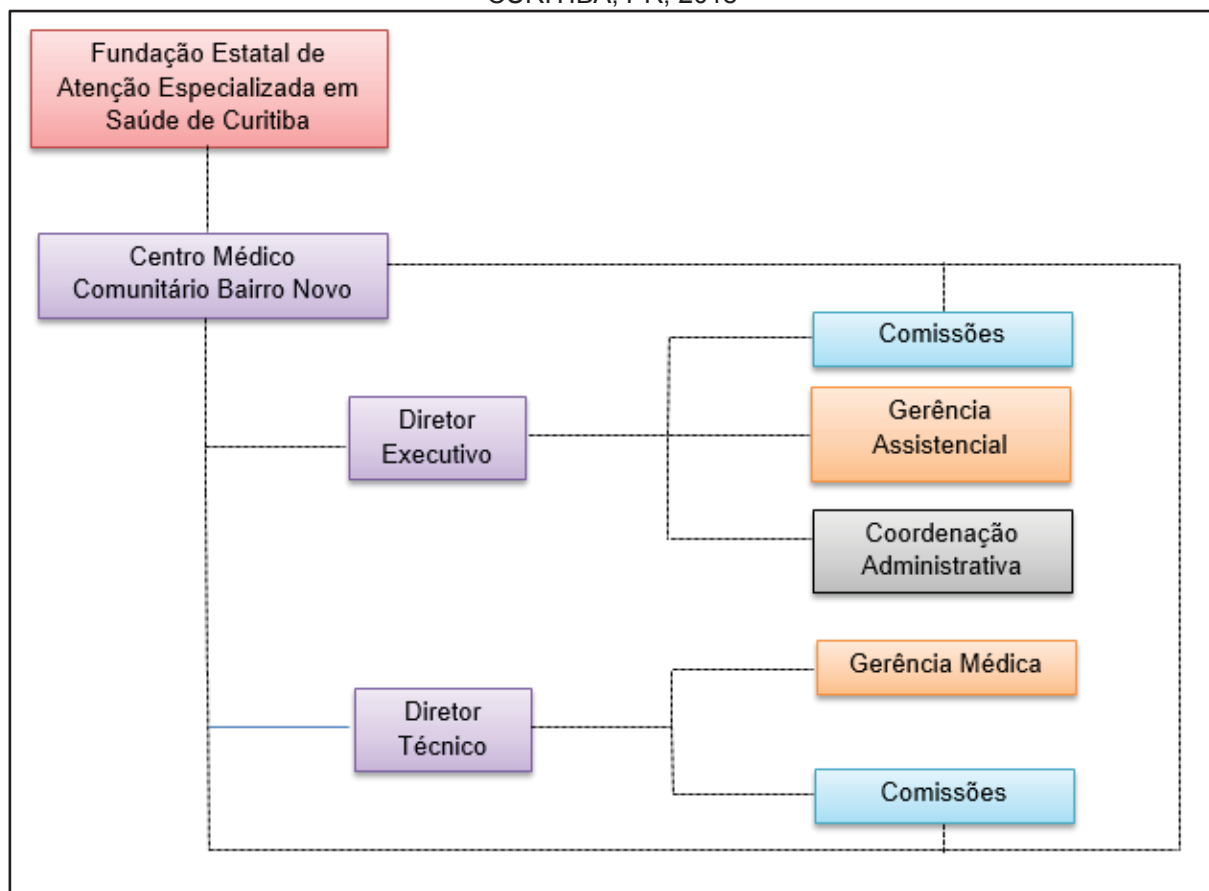 Fundação Estatal de
Atenção Especializada em
Saúde de Curitiba
Centro Médico
Comunitário Bairro Novo
Comissões
Diretor
Executivo
Gerência
Assistencial
Coordenação
Administrativa
Gerência Médica
Diretor
Técnico
Comissões